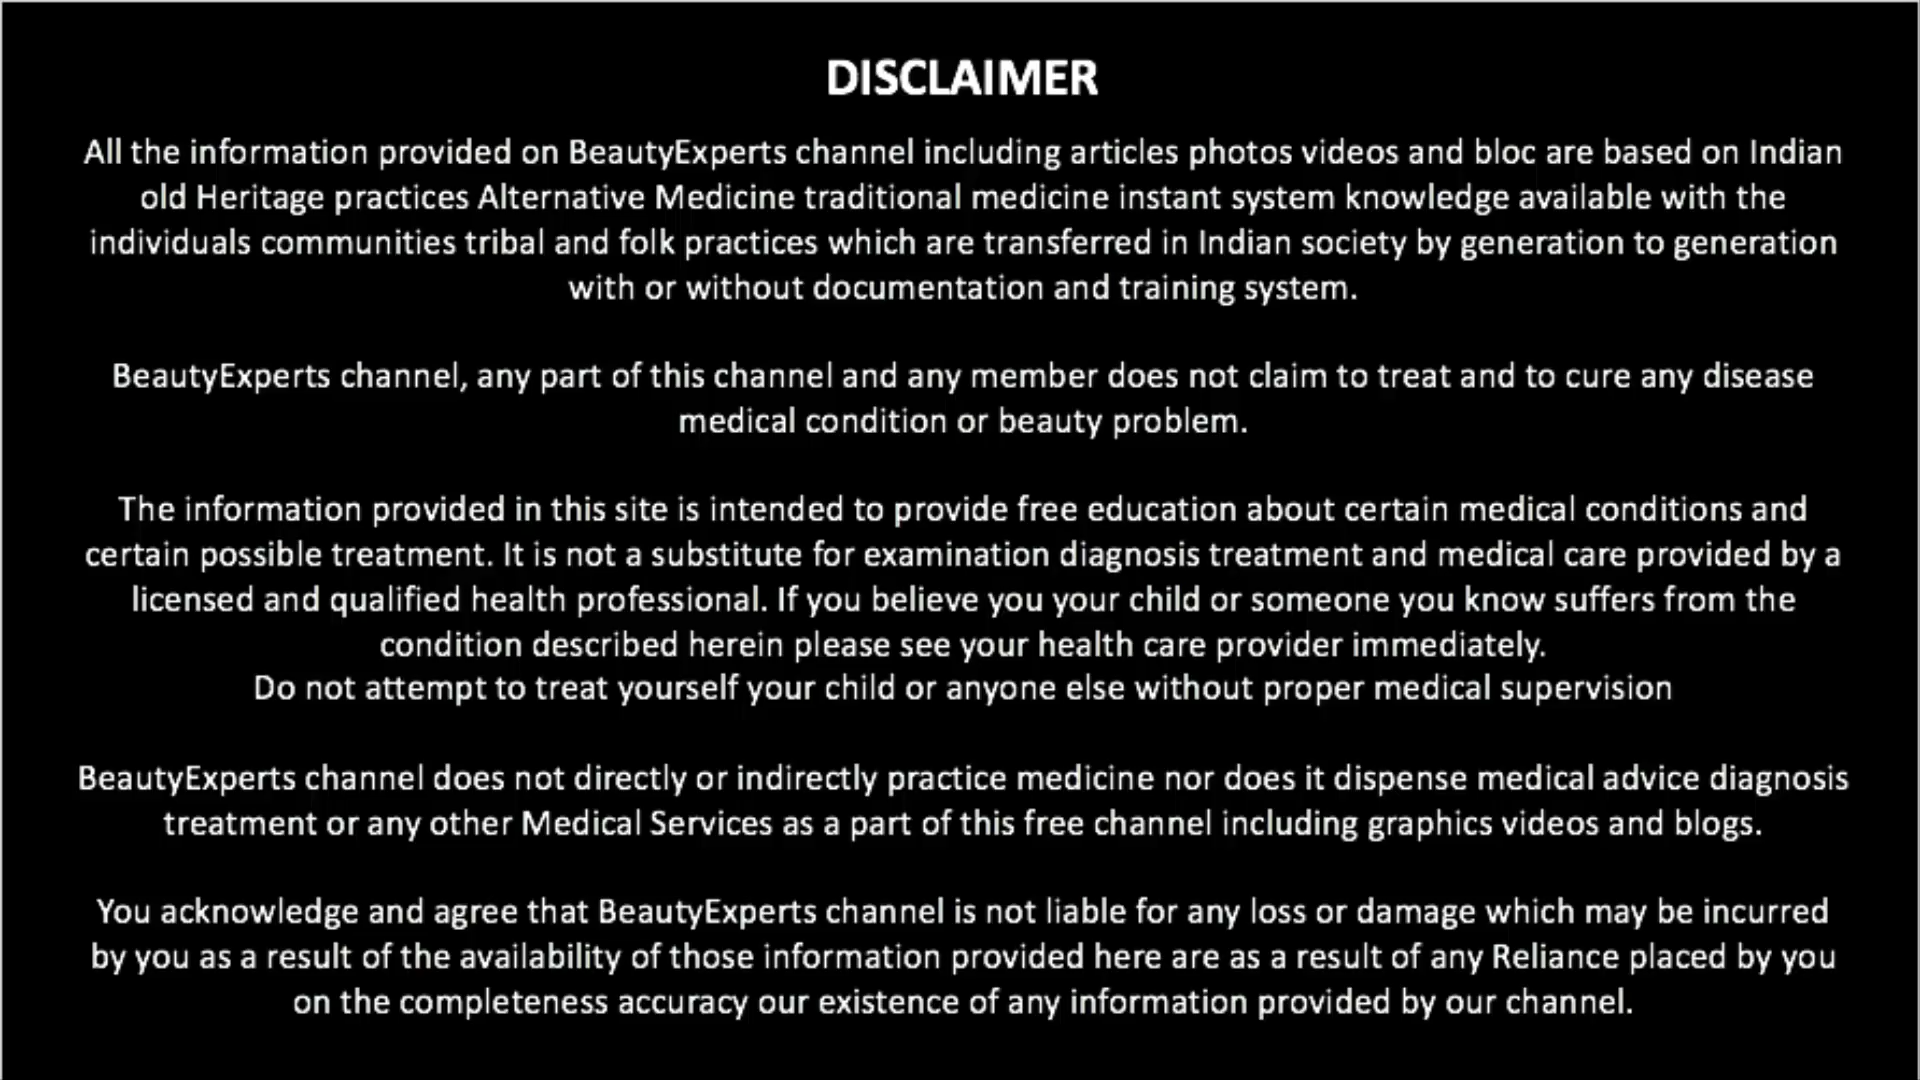 DISCLAIMER
All the information provided on BeautyExperts channel including articles photos videos and bloc are based on Indian
old Heritage practices Alternative Medicine traditional medicine instant system knowledge available with the
individuals communities tribal and folk practices which are transferred in Indian society by generation to generation
with or without documentation and training system.
BeautyExperts channel, any part of this channel and any member does not claim to treat and to cure any disease
medical condition or beauty problem.
The information provided in this site is intended to provide free education about certain medical conditions and
certain possible treatment. It is not a substitute for examination diagnosis treatment and medical care provided by a
licensed and qualified health professional. If you believe you your child or someone you know suffers from the
condition described herein please see your health care provider immediately.
Do not attempt to treat yourself your child or anyone else without proper medical supervision
BeautyExperts channel does not directly or indirectly practice medicine nor does it dispense medical advice diagnosis
treatment or any other Medical Services as a part of this free channel including graphics videos and blogs.
You acknowledge and agree that BeautyExperts channel is not liable for any loss or damage which may be incurred
by you as a result of the availability of those information provided here are as a result of any Reliance placed by you
on the completeness accuracy our existence of any information provided by our channel.